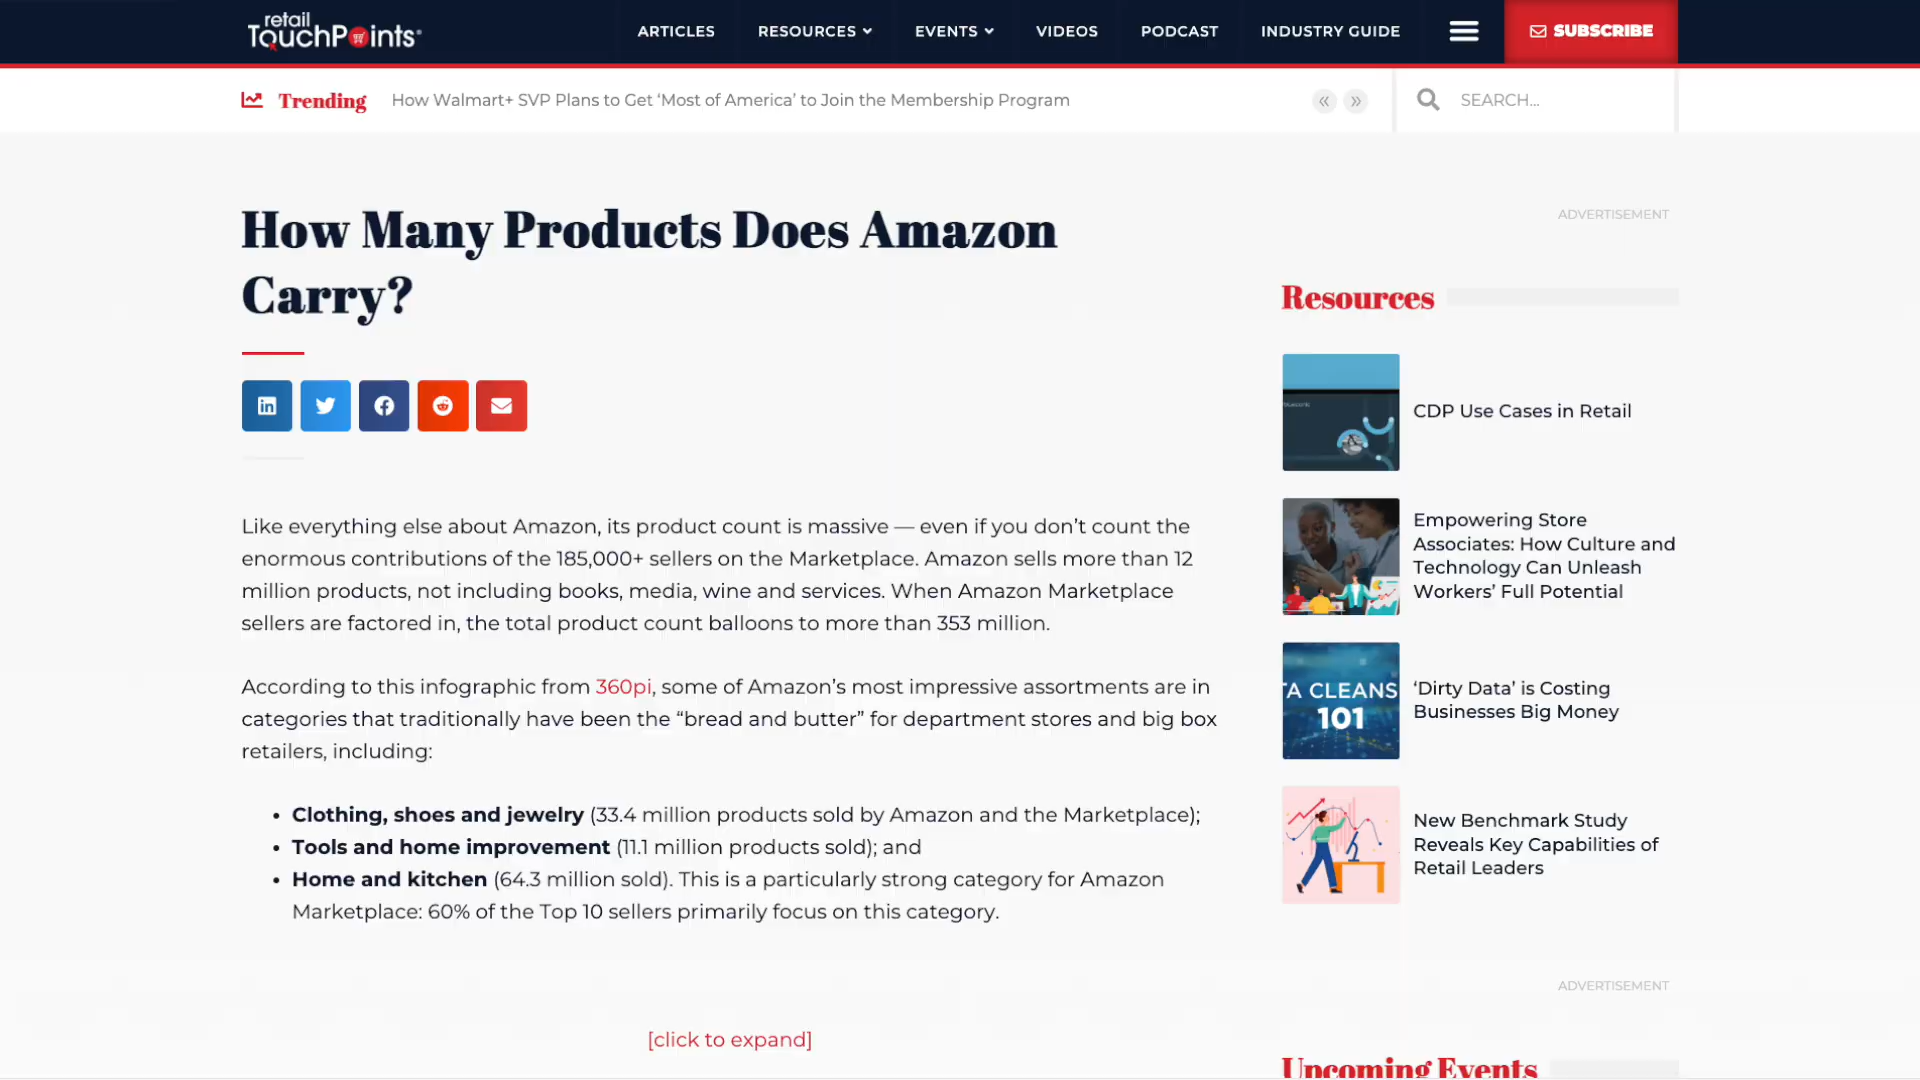 retail
TouchPoints
ARTICLES
RESOURCES
EVENTS
VIDEOS
PODCAST
INDUSTRY GUIDE
SUBSCRIBE
Trending
How Walmart+ SVP Plans to Get ‘Most of America’ to Join the Membership Program
«
»
SEARCH...
How Many Products Does Amazon
Carry?
Like everything else about Amazon, its product count is massive — even if you don’t count the
enormous contributions of the 185,000+ sellers on the Marketplace. Amazon sells more than 12
million products, not including books, media, wine and services. When Amazon Marketplace
sellers are factored in, the total product count balloons to more than 353 million.
According to this infographic from 360pi, some of Amazon’s most impressive assortments are in
categories that traditionally have been the “bread and butter” for department stores and big box
retailers, including:
• Clothing, shoes and jewelry (33.4 million products sold by Amazon and the Marketplace);
• Tools and home improvement (11.1 million products sold); and
• Home and kitchen (64.3 million sold). This is a particularly strong category for Amazon
Marketplace: 60% of the Top 10 sellers primarily focus on this category.
[click to expand]
ADVERTISEMENT
Resources
CDP Use Cases in Retail
Empowering Store
Associates: How Culture and
Technology Can Unleash
Workers’ Full Potential
TA CLEANS
101
‘Dirty Data’ is Costing
Businesses Big Money
New Benchmark Study
Reveals Key Capabilities of
Retail Leaders
ADVERTISEMENT
Upcoming Events